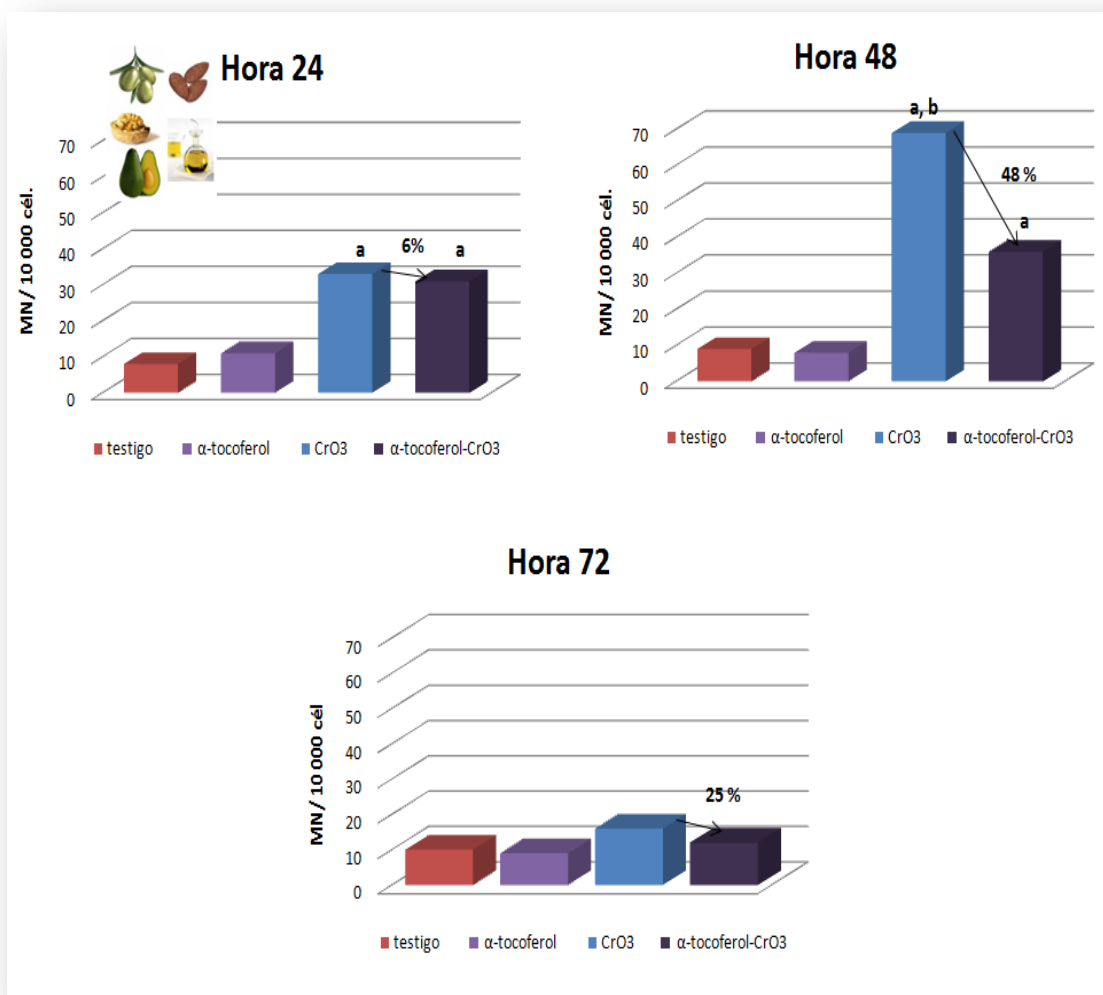 Hora 24
MN/ 10 000 cél.
70
60
50
40
30
20
10
0
a
6%
a
testigo α-tocoferol CrO3 α-tocoferol-CrO3
Hora 48
MN/ 10 000 cél.
70
60
50
40
30
20
10
0
a, b
48 %
a
testigo α-tocoferol CrO3 α-tocoferol-CrO3
Hora 72
MN/ 10 000 cél
70
60
50
40
30
20
10
0
25 %
testigo α-tocoferol CrO3 α-tocoferol-CrO3